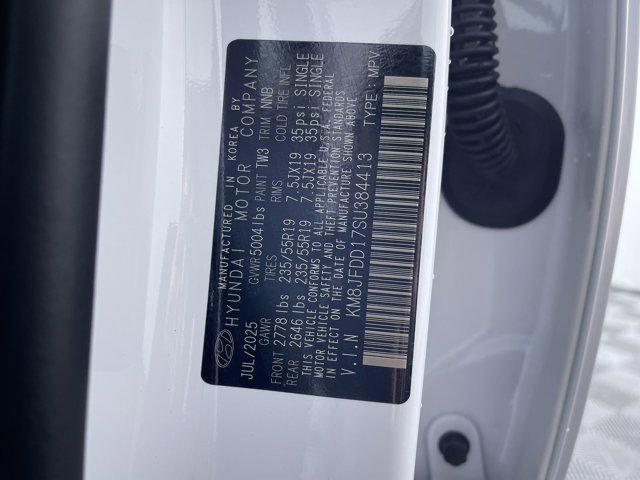 MANUFACTURED IN KOREA BY
HYUNDAI MOTOR COMPANY
JUL/2025 GVWR 5004 lbs PAINT TW3 TRIM NNB
GAWR TIRES RIMS COLD TIRE INFL
FRONT 2778 lbs 235/55R19 7.5JX19 35psi SINGLE
REAR 2646 lbs 235/55R19 7.5JX19 35psi SINGLE
THIS VEHICLE CONFORMS TO ALL APPLICABLE U.S.A. FEDERAL
MOTOR VEHICLE SAFETY AND THEFT PREVENTION STANDARDS
IN EFFECT ON THE DATE OF MANUFACTURE SHOWN ABOVE
V.I.N KM8JFDD17SU384413 TYPE: MPV